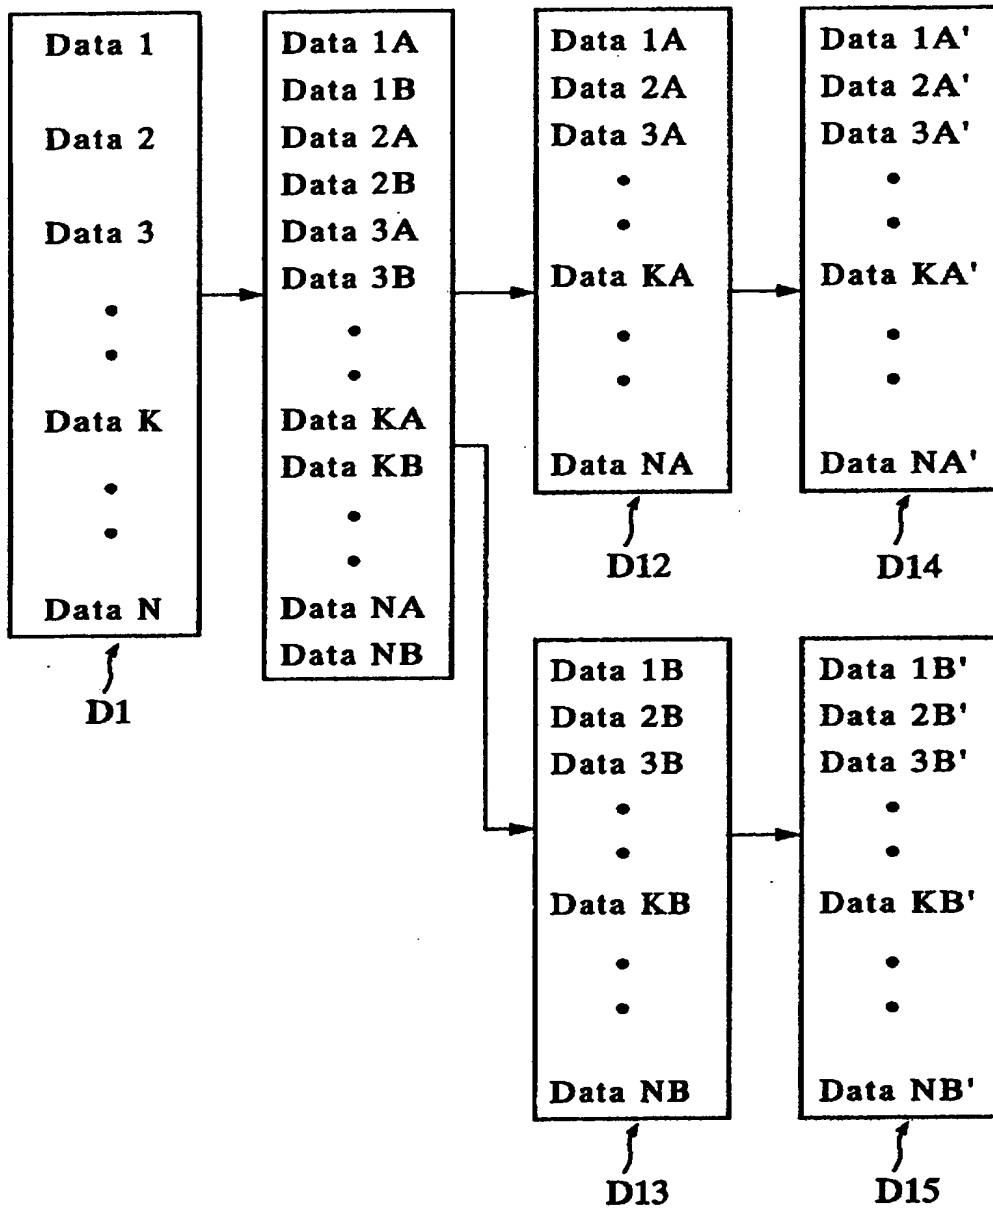 Data 1
Data 2
Data 3
Data K
Data N
D1
Data 1A
Data 1B
Data 2A
Data 2B
Data 3A
Data 3B
Data KA
Data KB
Data NA
Data NB
Data 1A
Data 2A
Data 3A
Data KA
Data NA
D12
Data 1A'
Data 2A'
Data 3A'
Data KA'
Data NA'
D14
Data 1B
Data 2B
Data 3B
Data KB
Data NB
D13
Data 1B'
Data 2B'
Data 3B'
Data KB'
Data NB'
D15